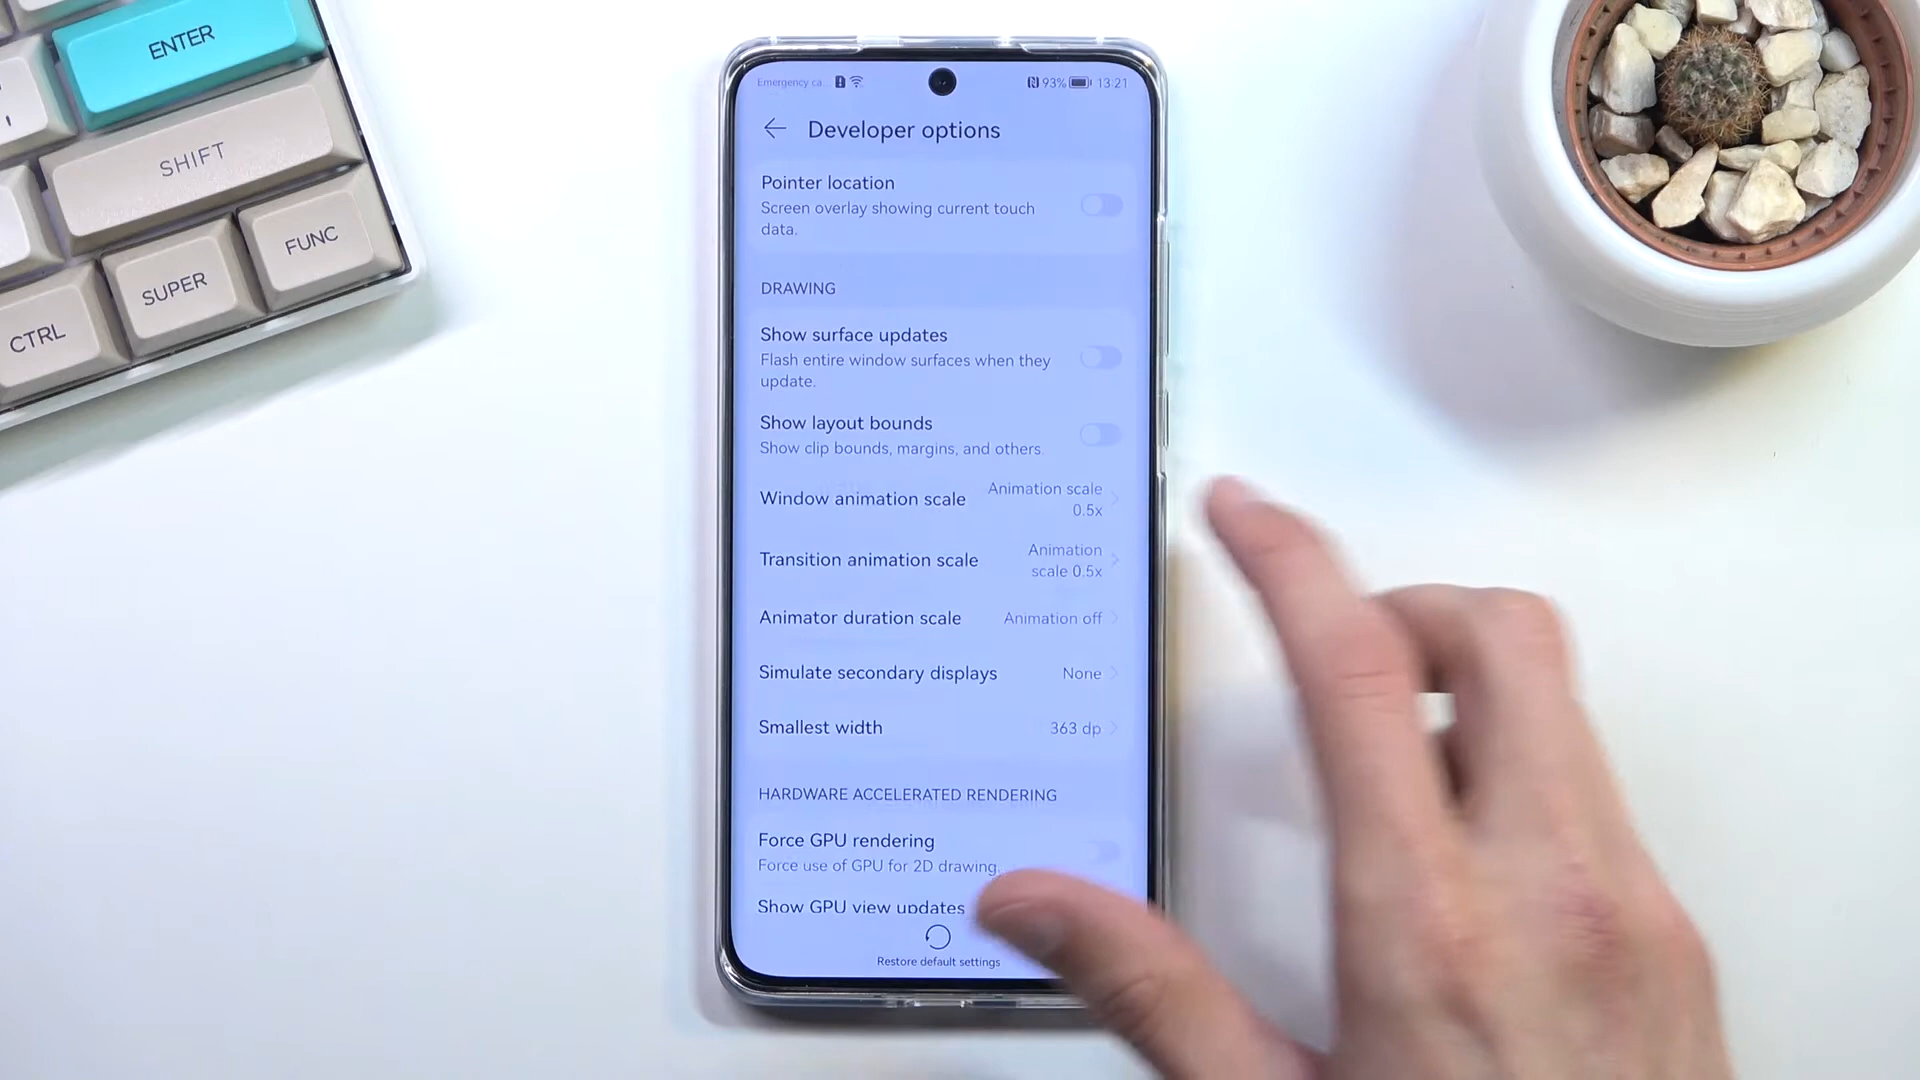 ENTER
SHIFT
FUNC
SUPER
CTRL
Emergency ca
93% 13:21
Developer options
Pointer location
Screen overlay showing current touch
data.
DRAWING
Show surface updates
Flash entire window surfaces when they
update.
Show layout bounds
Show clip bounds, margins, and others.
Window animation scale
Animation scale
0.5x
Transition animation scale
Animation
scale 0.5x
Animator duration scale
Animation off
Simulate secondary displays
None
Smallest width
363 dp
HARDWARE ACCELERATED RENDERING
Force GPU rendering
Force use of GPU for 2D drawing.
Show GPU view updates
Restore default settings